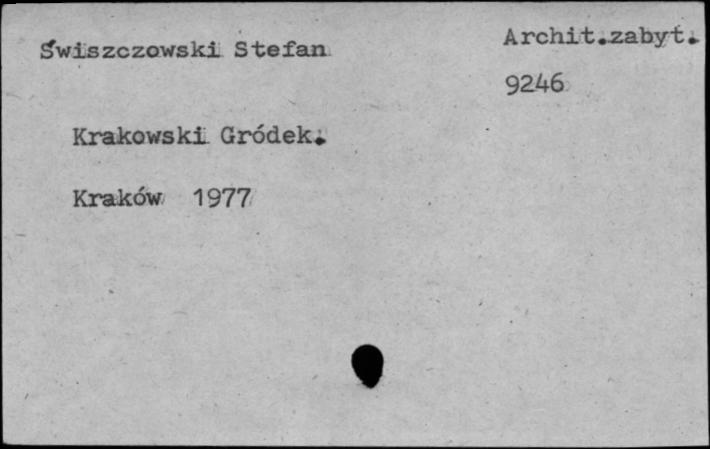 Świszczowski Stefan
Archit.zabyt.
9246
Krakowski Gródek.
Kraków 1977